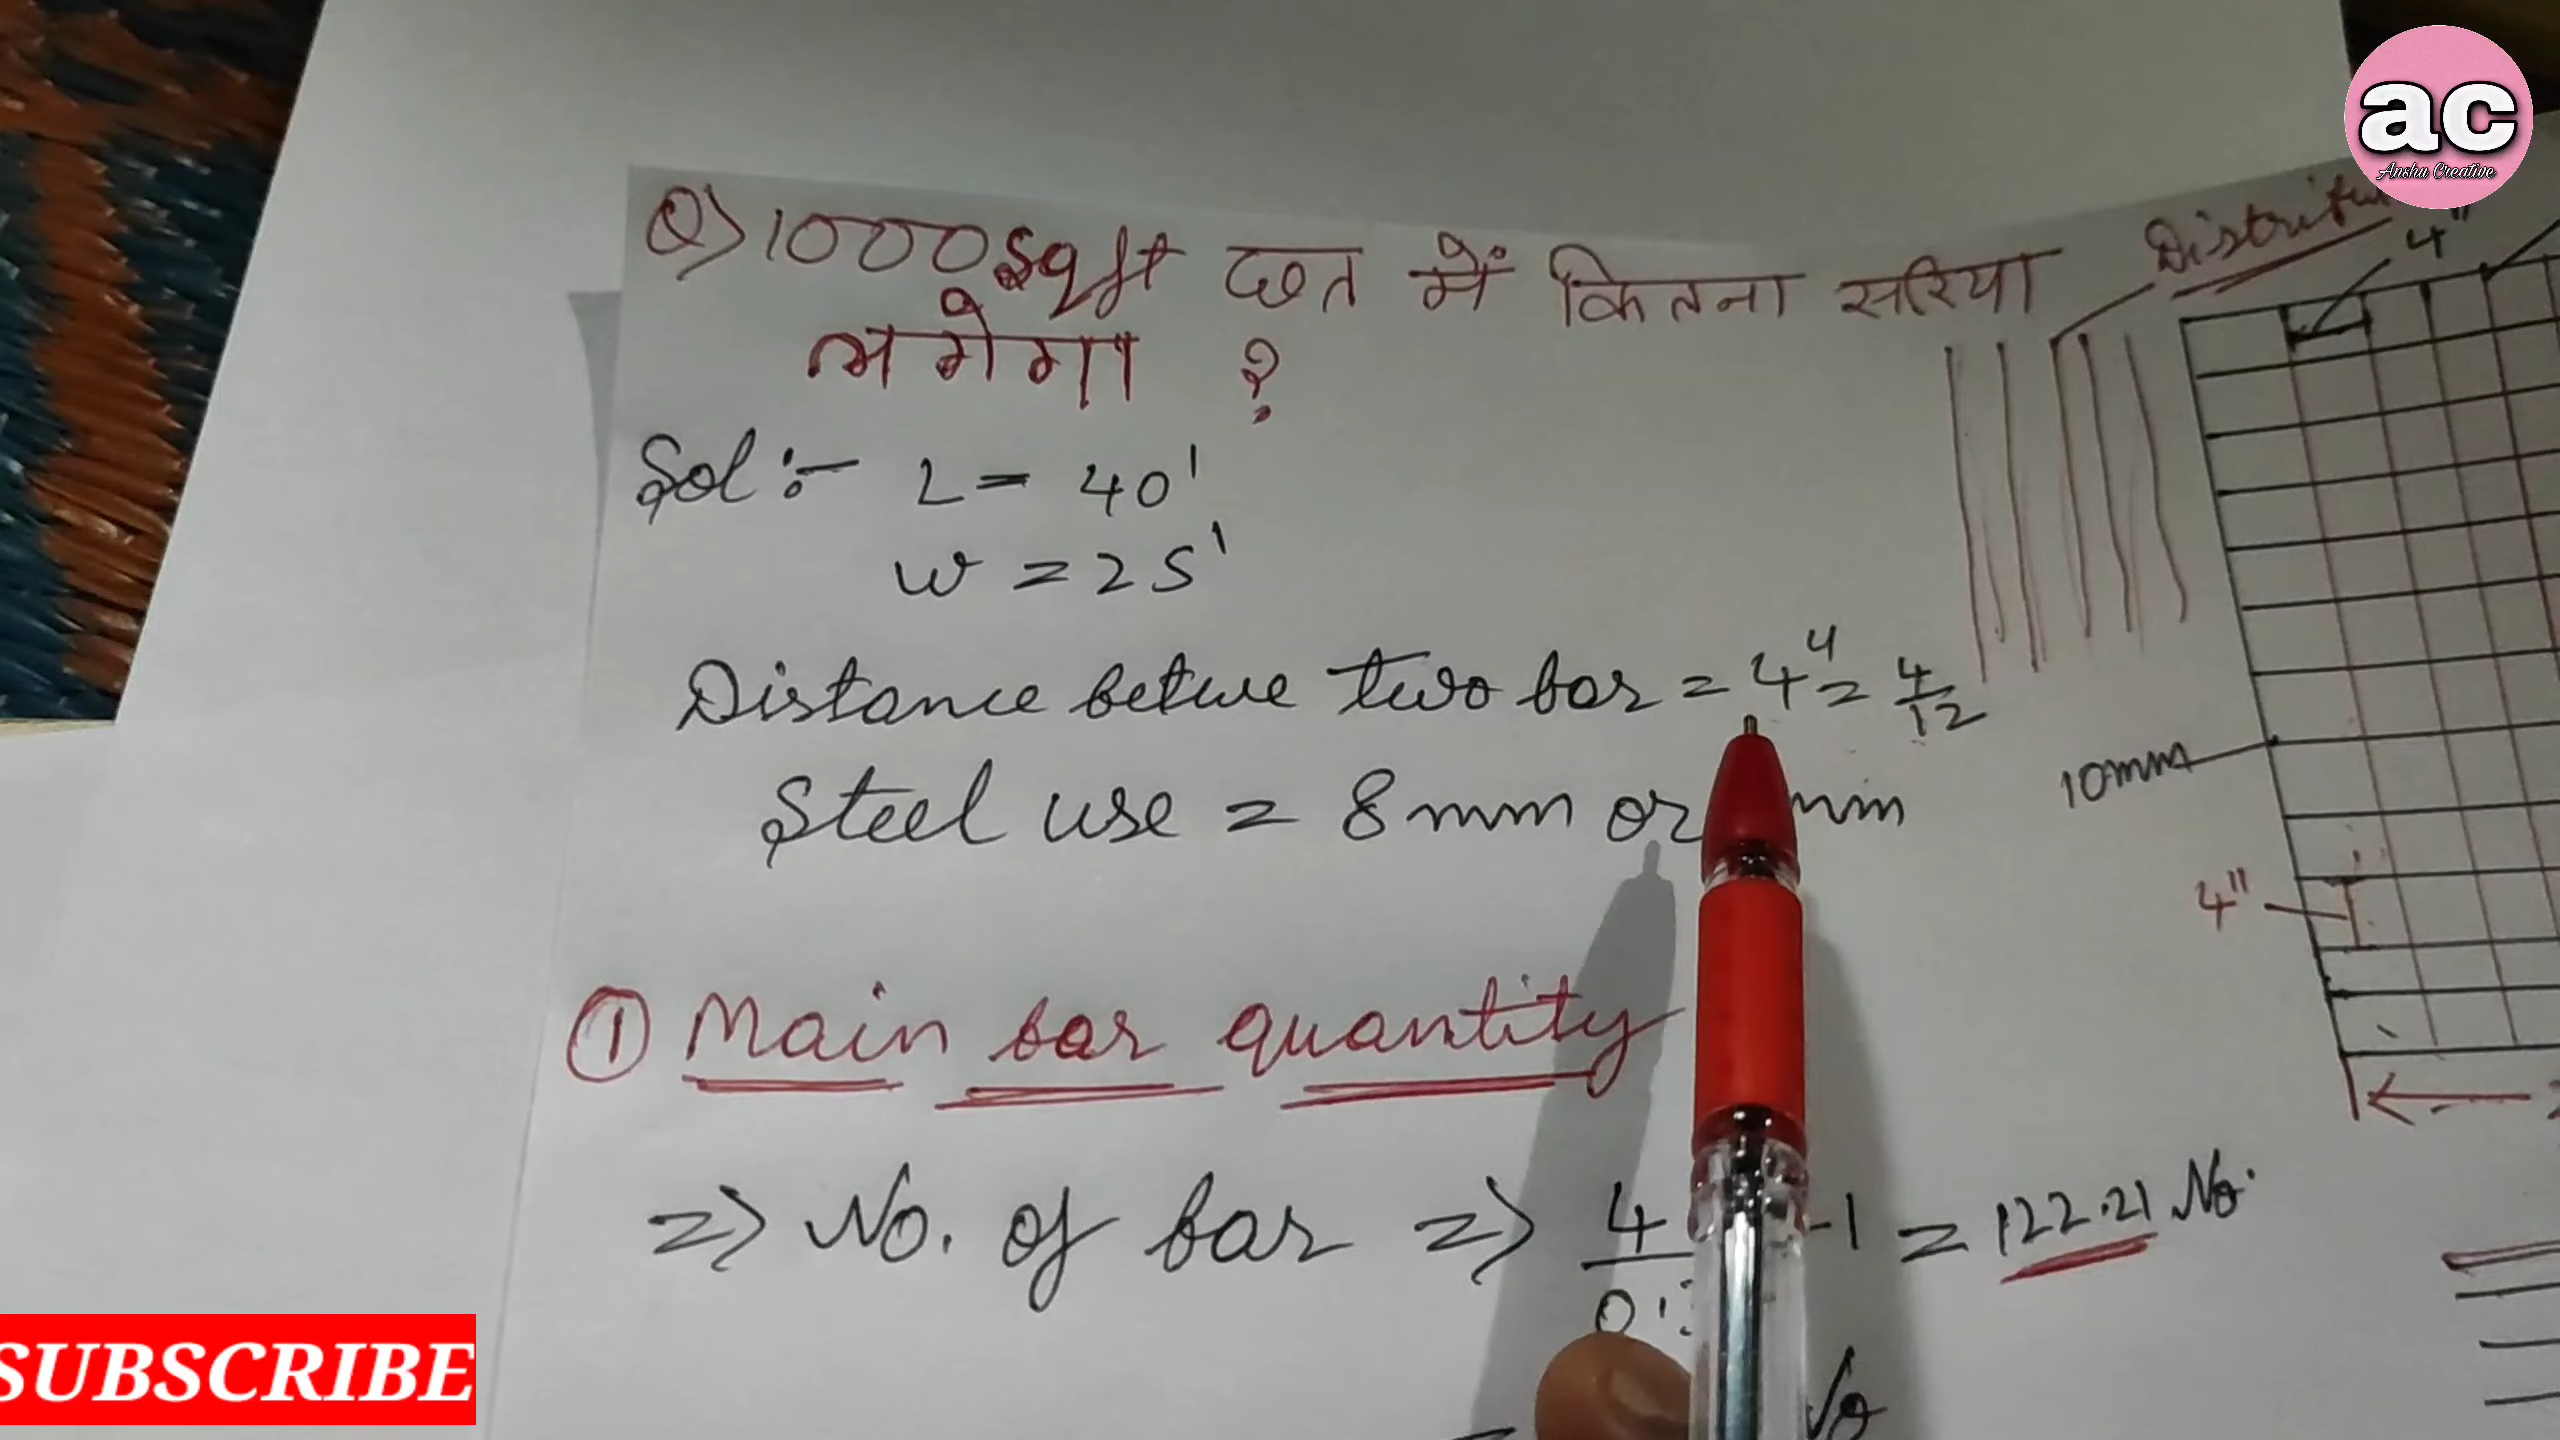 Q> 1000 sqft छत में कितना सरिया
लगेगा ?
Sol :- L = 40'
W = 25'
Distance betwe two bar = 4" = 4/12
Steel use = 8 mm or mm
① Main bar quantity
=> No. of bar => = 122.21 No.
No
4"
10mm
4"
ac
Anshu Creative
SUBSCRIBE